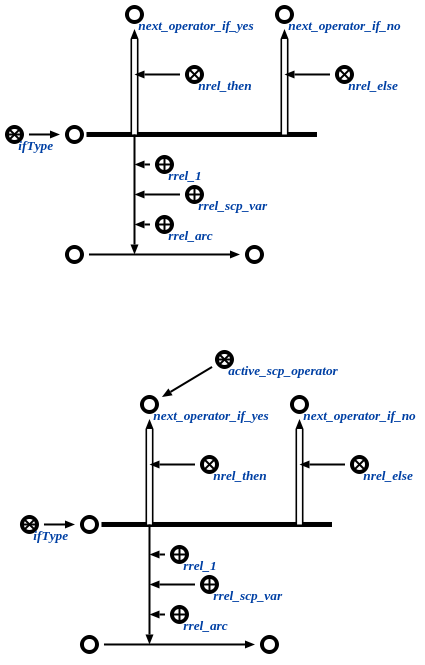 next_operator_if_yes next_operator_if_no
nrel_then nrel_else
ifType
rrel_1
rrel_scp_var
rrel_arc
active_scp_operator
next_operator_if_yes next_operator_if_no
nrel_then nrel_else
ifType
rrel_1
rrel_scp_var
rrel_arc